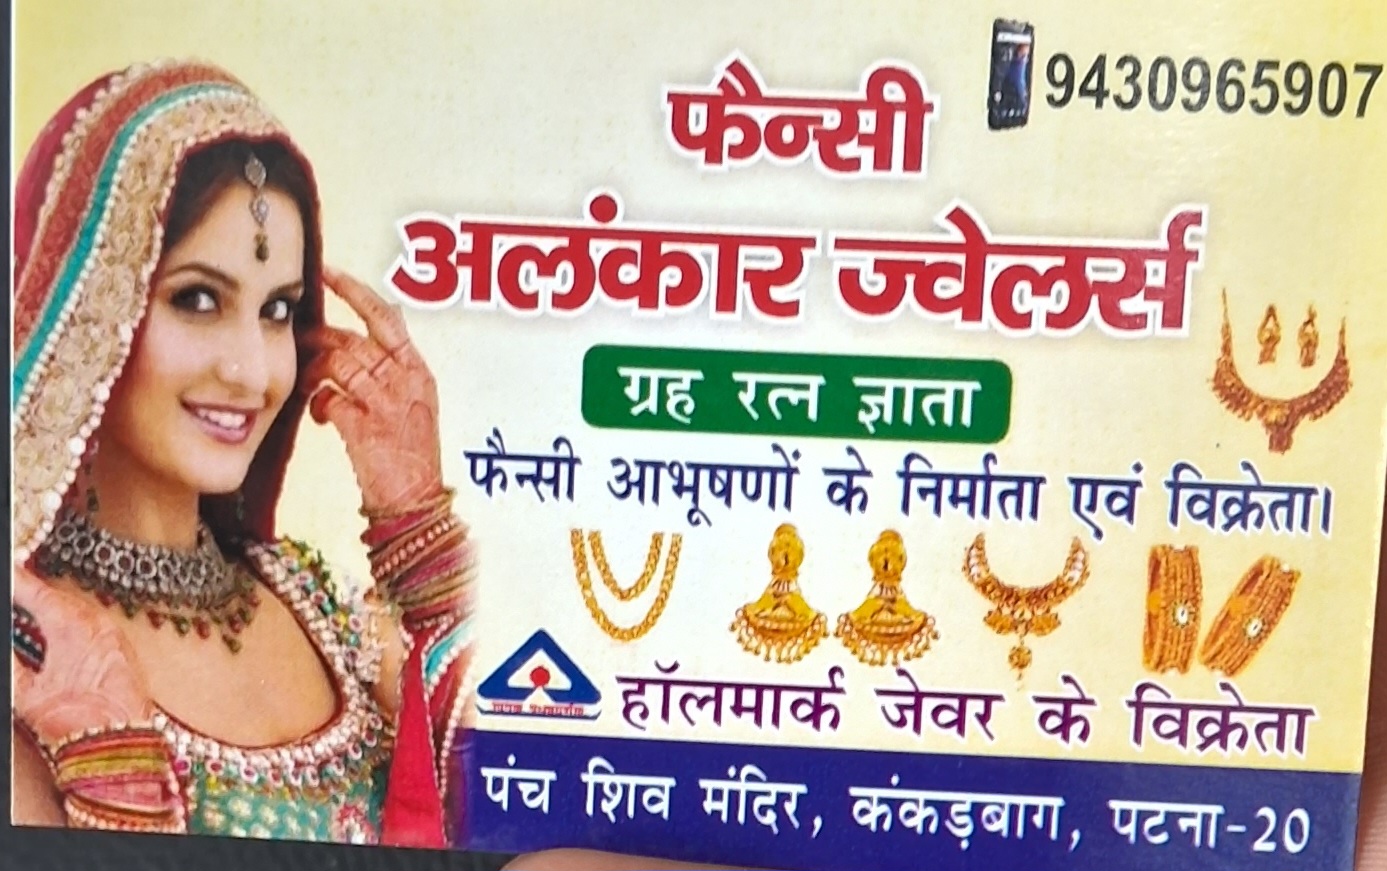 9430965907
फैन्सी
अलंकार ज्वेलर्स
ग्रह रत्न ज्ञाता
फैन्सी आभूषणों के निर्माता एवं विक्रेता।
हॉलमार्क जेवर के विक्रेता
पंच शिव मंदिर, कंकड़बाग, पटना-20